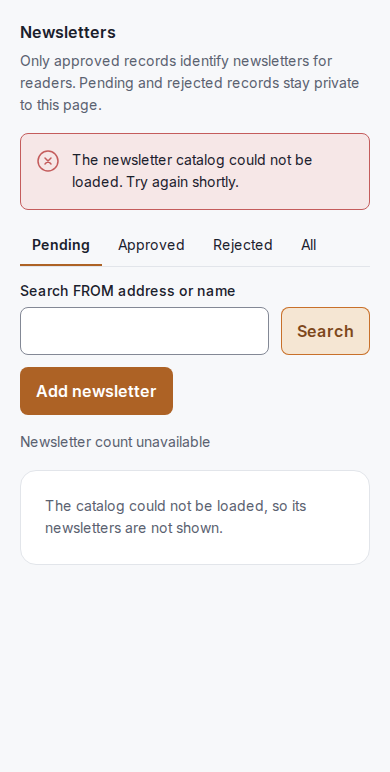 Newsletters
Only approved records identify newsletters for
readers. Pending and rejected records stay private
to this page.
The newsletter catalog could not be
loaded. Try again shortly.
Pending Approved Rejected All
Search FROM address or name
Search
Add newsletter
Newsletter count unavailable
The catalog could not be loaded, so its
newsletters are not shown.